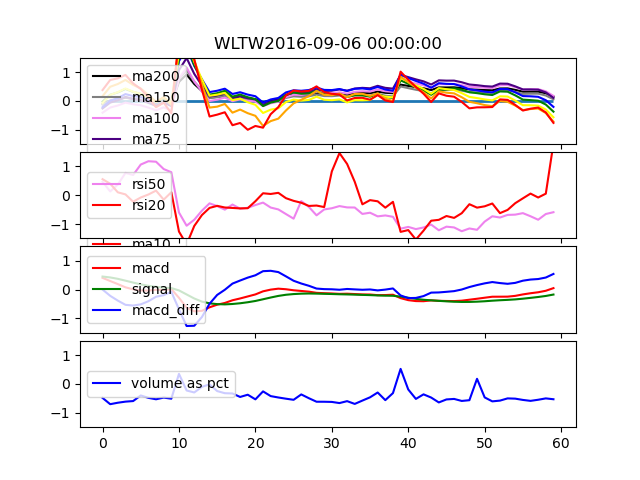 WLTW2016-09-06 00:00:00
1
0
−1
ma200
ma150
ma100
ma75
1
0
−1
rsi50
rsi20
ma10
1
0
−1
macd
signal
macd_diff
1
0
−1
volume as pct
0 10 20 30 40 50 60